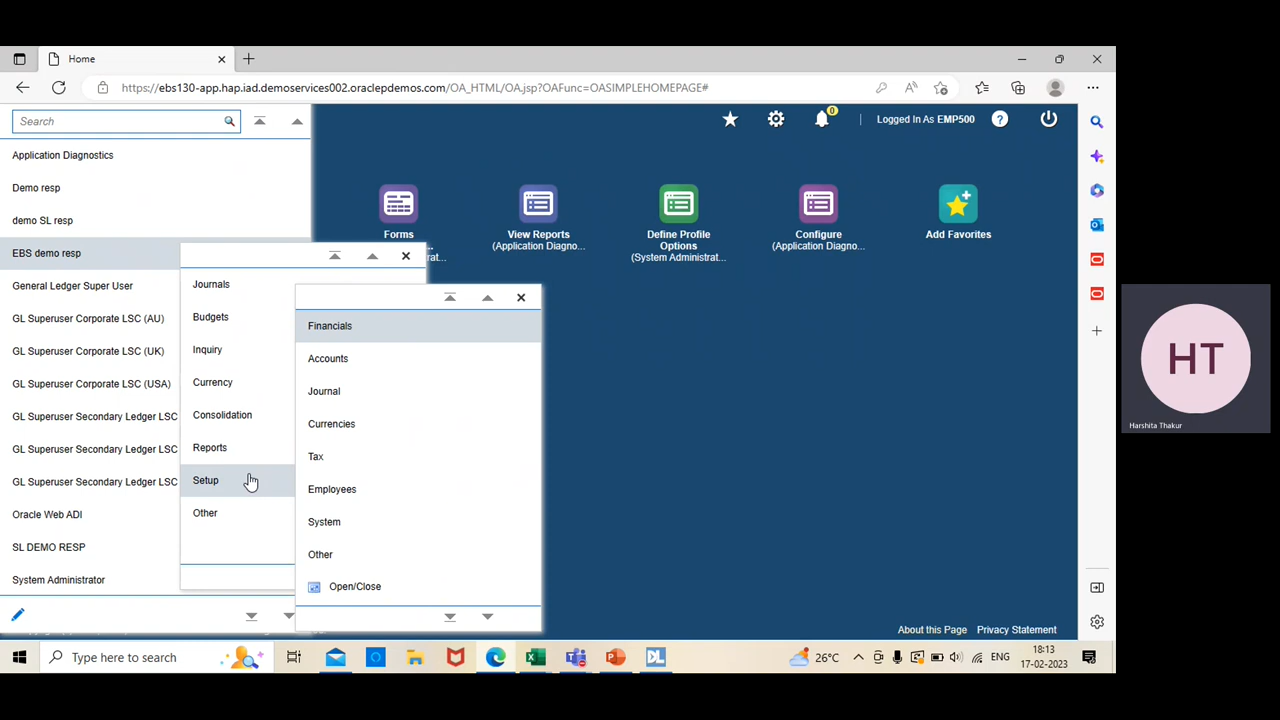 Home
https://ebs130-app.hap.iad.demoservices002.oraclepdemos.com/OA_HTML/OA.jsp?OAFunc=OASIMPLEHOMEPAGE#
Search
0
Logged In As EMP500
Application Diagnostics
Demo resp
demo SL resp
EBS demo resp
General Ledger Super User
GL Superuser Corporate LSC (AU)
GL Superuser Corporate LSC (UK)
GL Superuser Corporate LSC (USA)
GL Superuser Secondary Ledger LSC
GL Superuser Secondary Ledger LSC
GL Superuser Secondary Ledger LSC
Oracle Web ADI
SL DEMO RESP
System Administrator
Journals
Budgets
Inquiry
Currency
Consolidation
Reports
Setup
Other
Financials
Accounts
Journal
Currencies
Tax
Employees
System
Other
Open/Close
Forms
rat...
View Reports
(Application Diagno...
Define Profile
Options
(System Administrat...
Configure
(Application Diagno...
Add Favorites
About this Page
Privacy Statement
HT
Harshita Thakur
Type here to search
26°C
ENG
18:13
17-02-2023